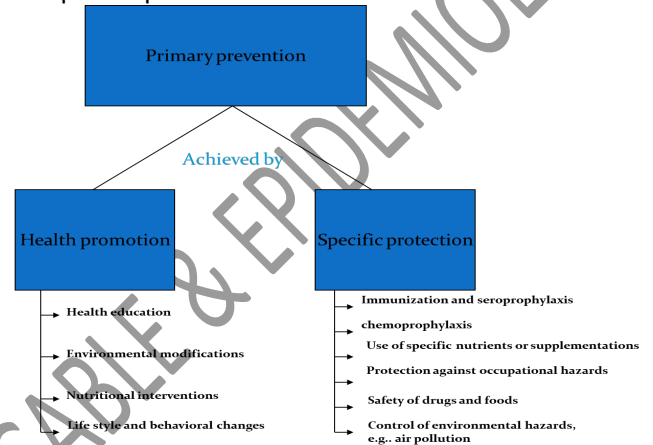 Primary prevention
Achieved by
Health promotion
Specific protection
Health education
Environmental modifications
Nutritional interventions
Life style and behavioral changes
Immunization and seroprophylaxis
chemoprophylaxis
Use of specific nutrients or supplementations
Protection against occupational hazards
Safety of drugs and foods
Control of environmental hazards,
e.g.. air pollution
CABLE & EPIDEMIOL